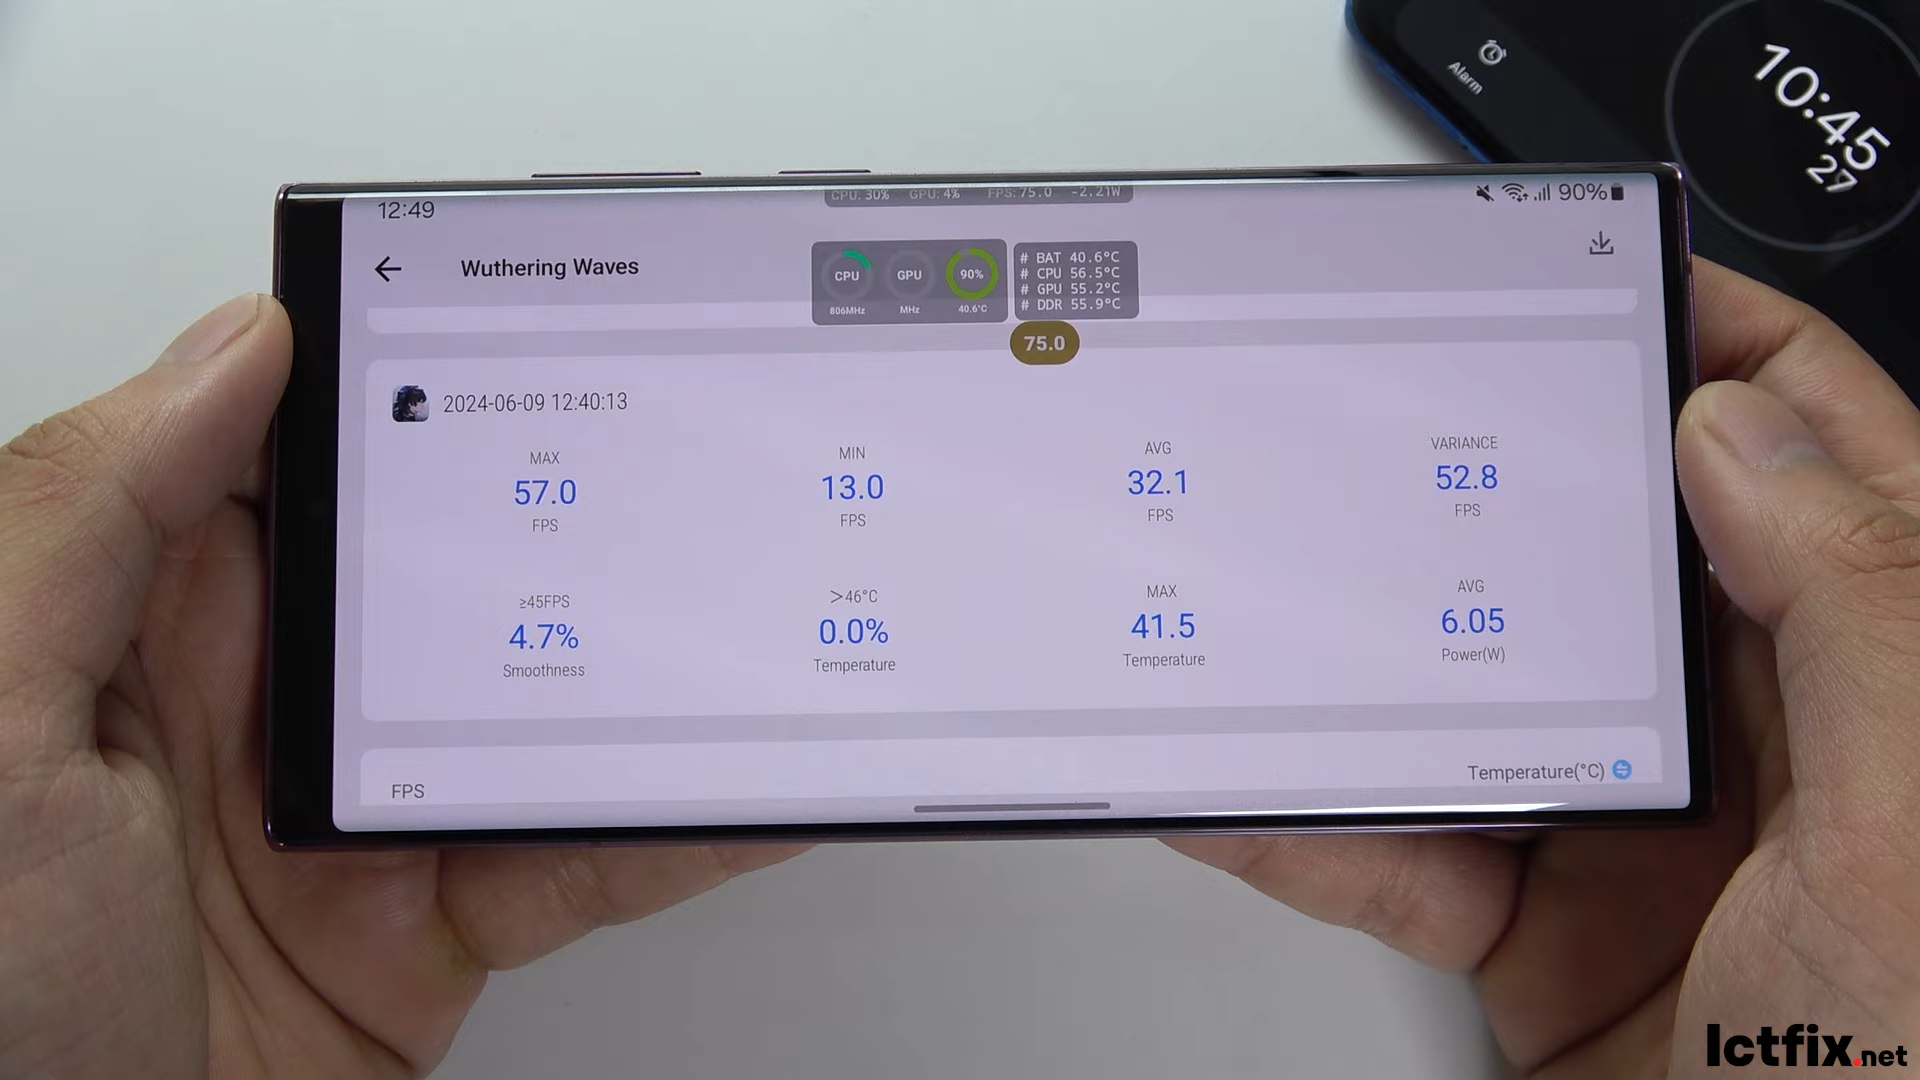 Alarm
10:45
27
CPU: 30% GPU: 4% FPS: 75.0 -2.21W
12:49
90%
Wuthering Waves
CPU
806MHz
GPU
MHz
90%
40.6°C
# BAT 40.6°C
# CPU 56.5°C
# GPU 55.2°C
# DDR 55.9°C
75.0
2024-06-09 12:40:13
MAX
57.0
FPS
MIN
13.0
FPS
AVG
32.1
FPS
VARIANCE
52.8
FPS
≥45FPS
4.7%
Smoothness
>46°C
0.0%
Temperature
MAX
41.5
Temperature
AVG
6.05
Power(W)
FPS
Temperature(°C)
Ictfix.net